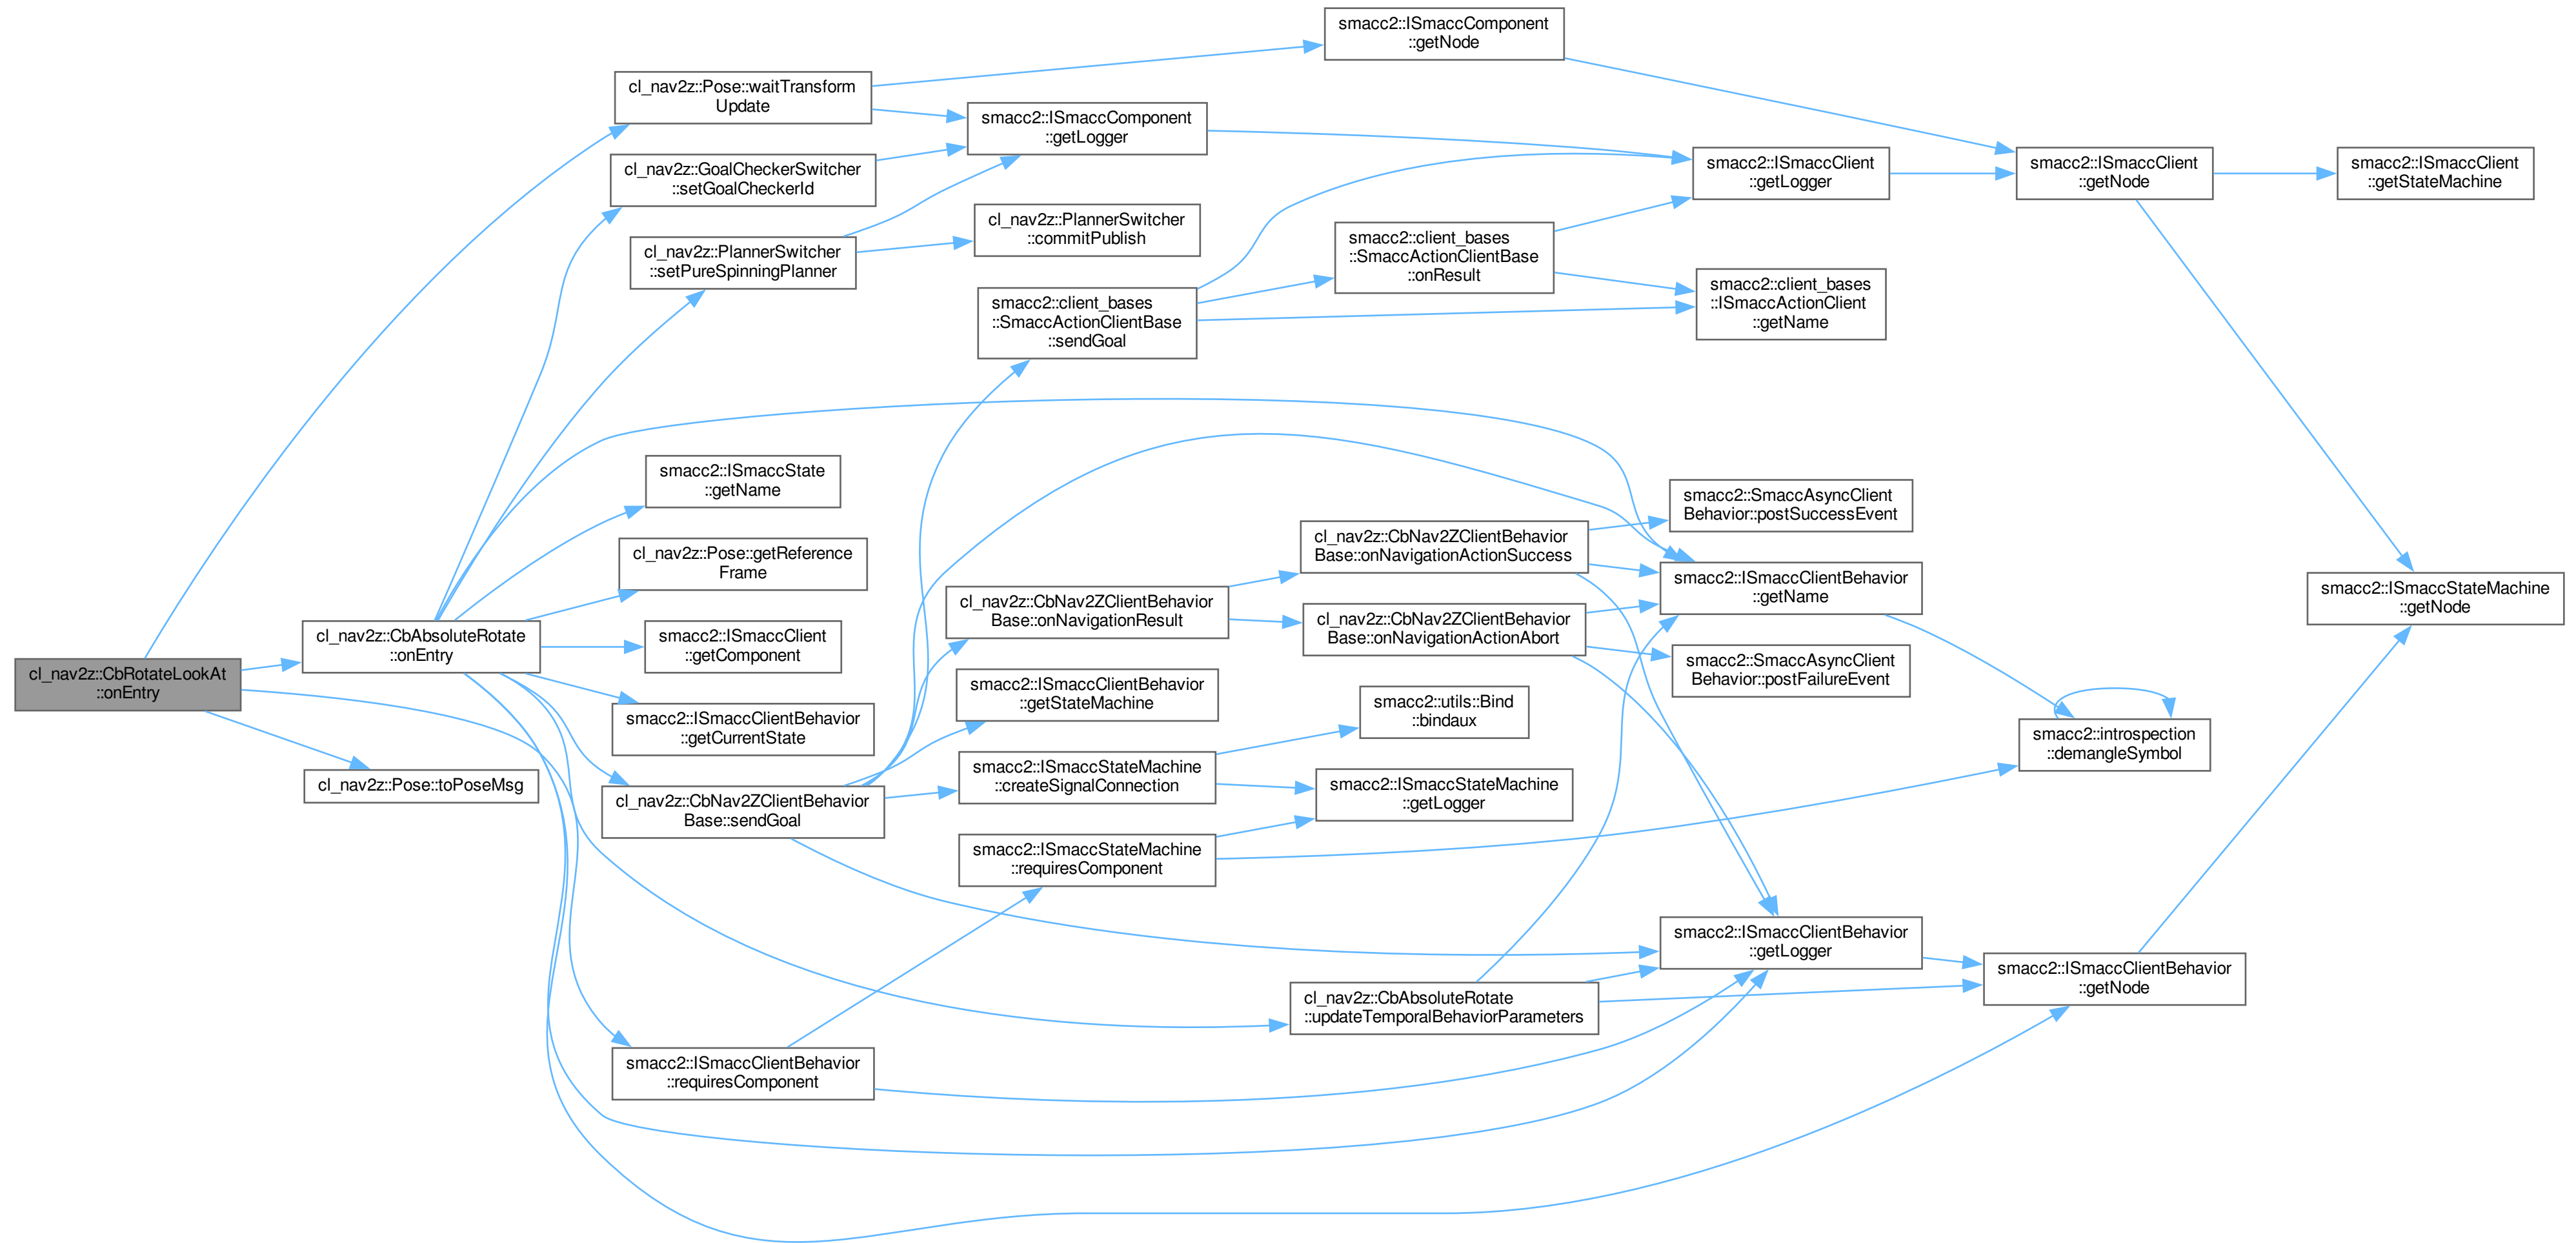 cl_nav2z::CbRotateLookAt
::onEntry
cl_nav2z::Pose::waitTransform
Update
cl_nav2z::GoalCheckerSwitcher
::setGoalCheckerId
cl_nav2z::PlannerSwitcher
::setPureSpinningPlanner
smacc2::ISmaccComponent
::getNode
smacc2::ISmaccComponent
::getLogger
cl_nav2z::PlannerSwitcher
::commitPublish
smacc2::client_bases
::SmaccActionClientBase
::sendGoal
smacc2::client_bases
::SmaccActionClientBase
::onResult
smacc2::ISmaccClient
::getLogger
smacc2::client_bases
::ISmaccActionClient
::getName
smacc2::ISmaccClient
::getNode
smacc2::ISmaccClient
::getStateMachine
smacc2::ISmaccState
::getName
cl_nav2z::Pose::getReference
Frame
cl_nav2z::CbAbsoluteRotate
::onEntry
smacc2::ISmaccClient
::getComponent
smacc2::ISmaccClientBehavior
::getCurrentState
cl_nav2z::Pose::toPoseMsg
cl_nav2z::CbNav2ZClientBehavior
Base::sendGoal
cl_nav2z::CbNav2ZClientBehavior
Base::onNavigationResult
smacc2::ISmaccClientBehavior
::getStateMachine
smacc2::ISmaccStateMachine
::createSignalConnection
smacc2::ISmaccStateMachine
::requiresComponent
cl_nav2z::CbNav2ZClientBehavior
Base::onNavigationActionSuccess
cl_nav2z::CbNav2ZClientBehavior
Base::onNavigationActionAbort
smacc2::utils::Bind
::bindaux
smacc2::ISmaccStateMachine
::getLogger
smacc2::SmaccAsyncClient
Behavior::postSuccessEvent
smacc2::ISmaccClientBehavior
::getName
smacc2::SmaccAsyncClient
Behavior::postFailureEvent
smacc2::introspection
::demangleSymbol
smacc2::ISmaccStateMachine
::getNode
smacc2::ISmaccClientBehavior
::getLogger
smacc2::ISmaccClientBehavior
::getNode
cl_nav2z::CbAbsoluteRotate
::updateTemporalBehaviorParameters
smacc2::ISmaccClientBehavior
::requiresComponent